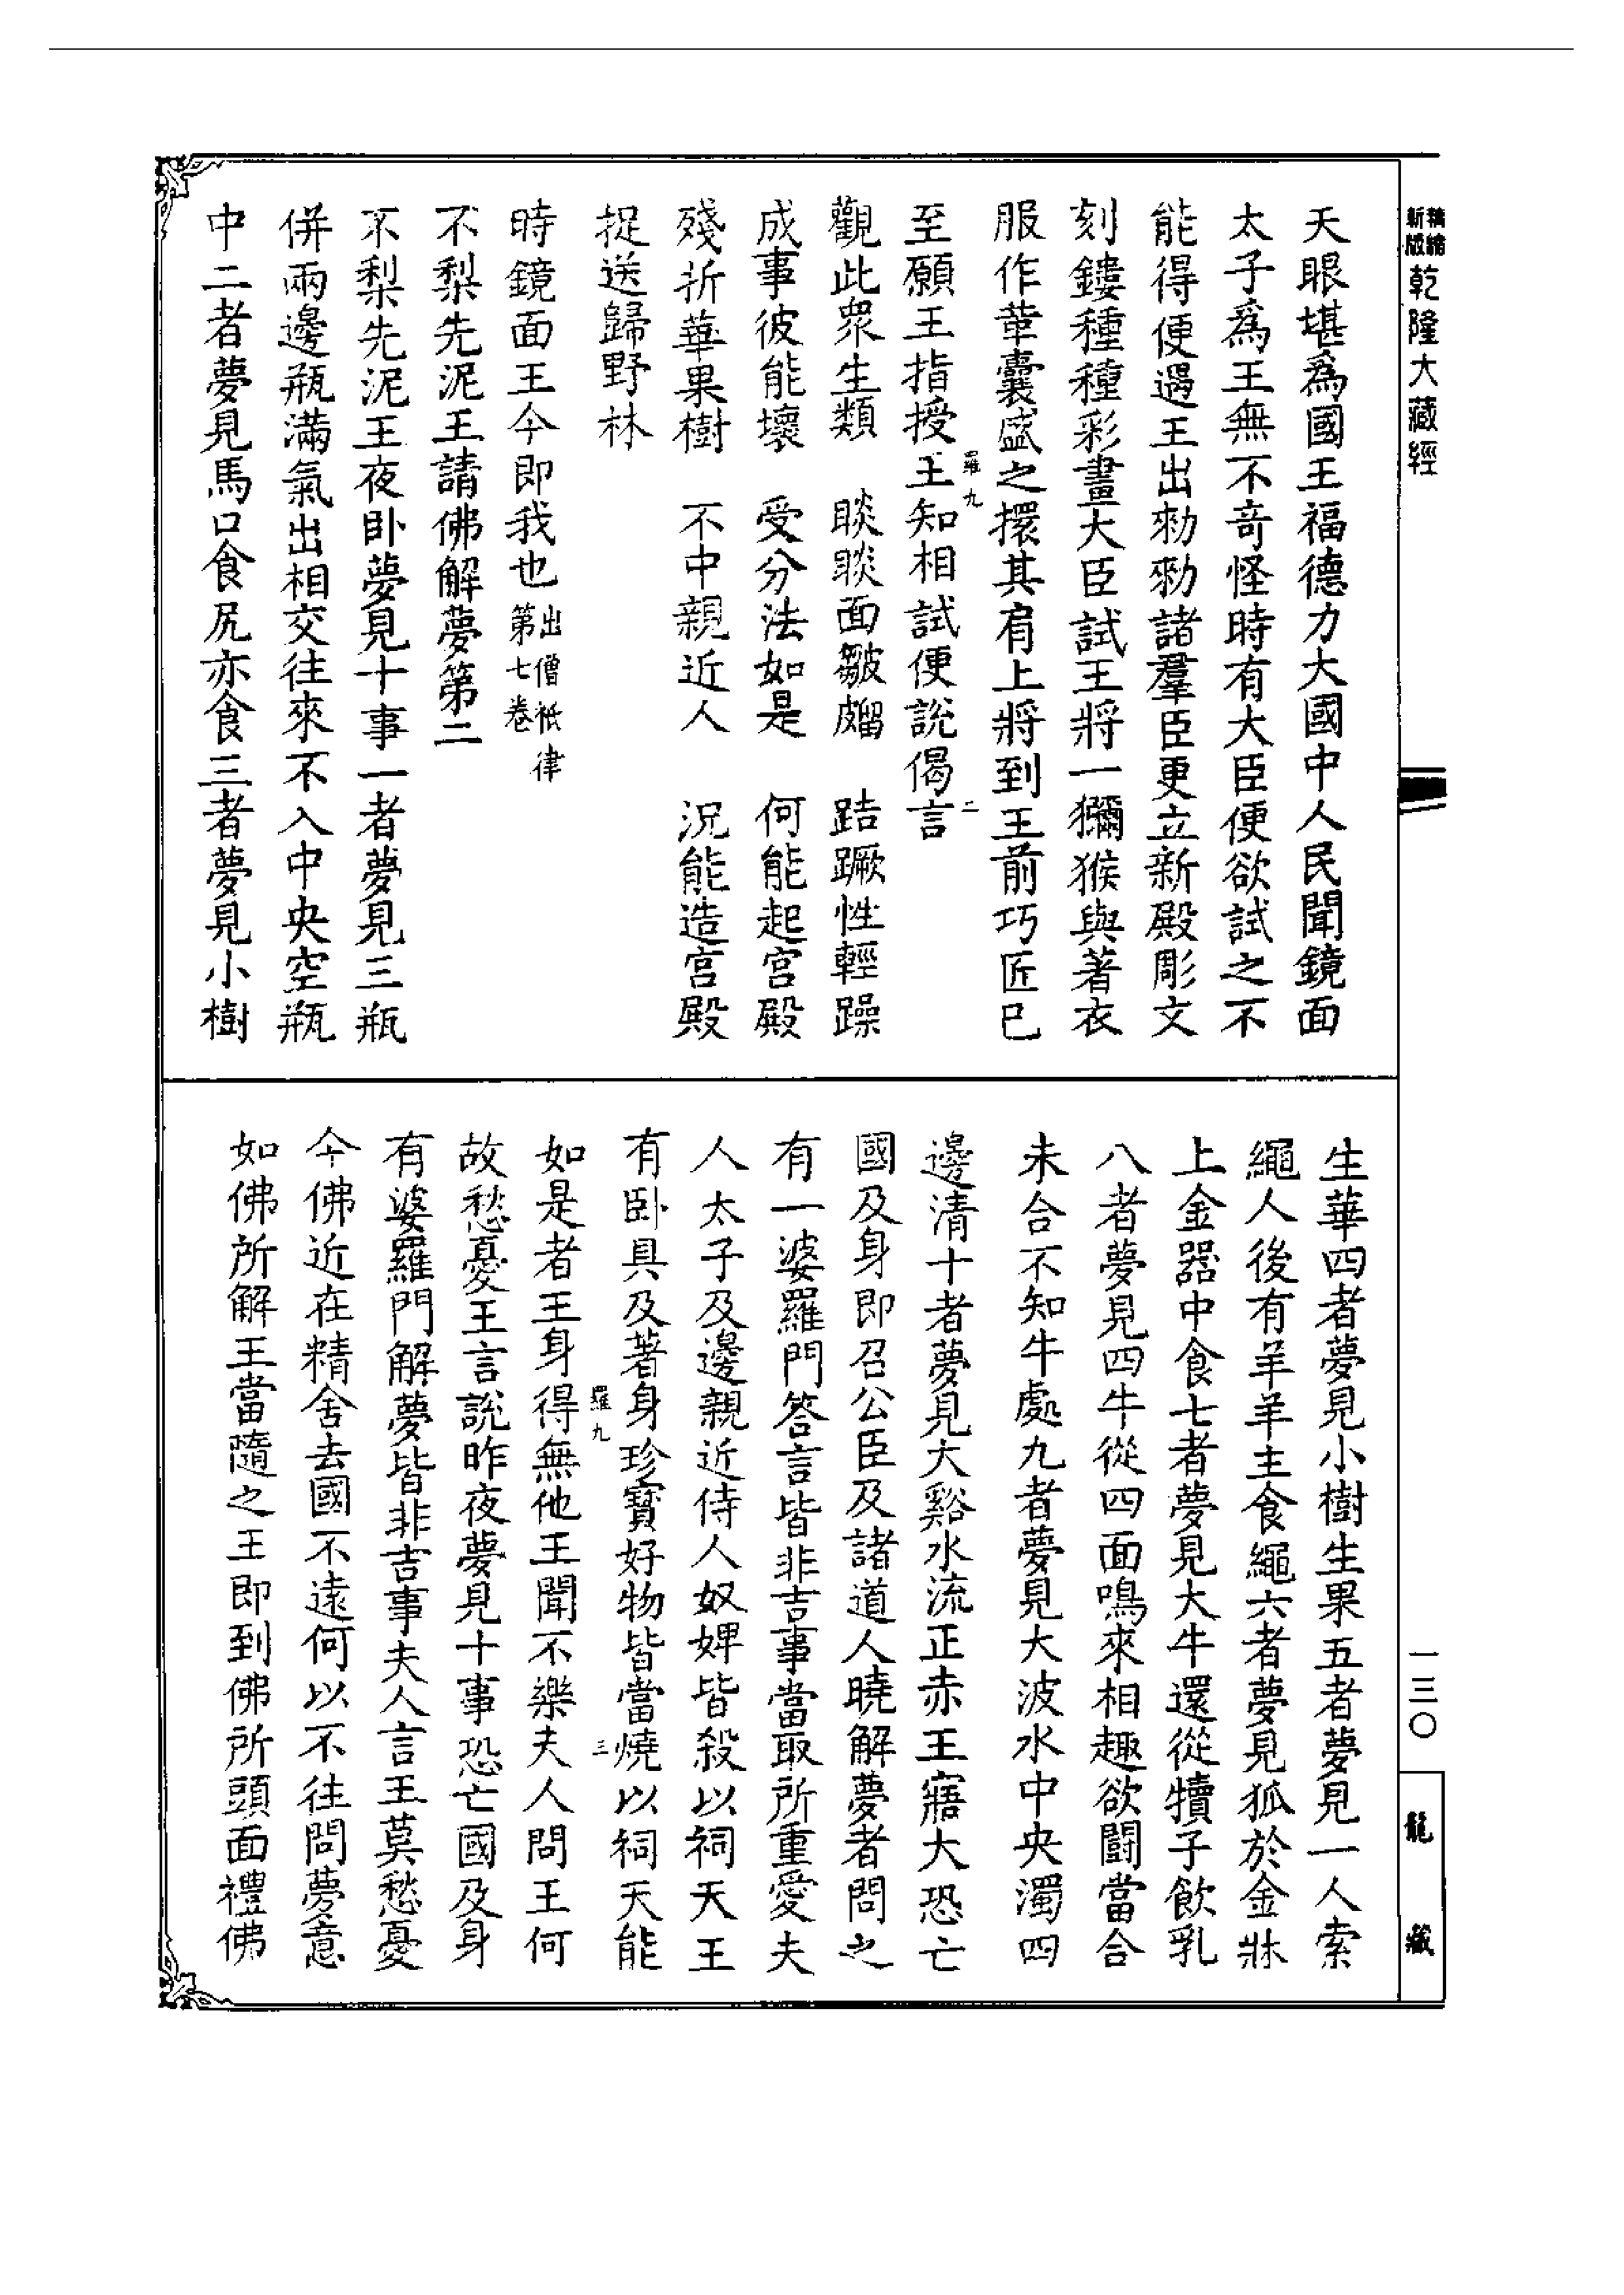 新版精縮乾隆大藏經
天眼堪爲國王福德力大國中人民聞鏡面
太子爲王無不奇怪時有大臣便欲試之不
能得便遇王出勑勑諸羣臣更立新殿彫文
刻鏤種種彩畫大臣試王將一獼猴與著衣
服作革囊盛之擐其肩上將到王前巧匠已
羅九
二
至願王指授王知相試便說偈言
觀此衆生類 睒睒面皺𪉈 䟮蹶性輕躁
成事彼能壞 受分法如是 何能起宮殿
殘折華果樹 不中親近人 況能造宮殿
捉送歸野林
時鏡面王今即我也出僧祇律第七卷
不梨先泥王請佛解夢第二
不梨先泥王夜卧夢見十事一者夢見三瓶
併兩邊瓶滿氣出相交往來不入中央空瓶
中二者夢見馬口食尻亦食三者夢見小樹
生華四者夢見小樹生果五者夢見一人索
繩人後有羊羊主食繩六者夢見狐於金牀
上金器中食七者夢見大牛還從犢子飲乳
八者夢見四牛從四面鳴來相趣欲鬪當合
未合不知牛處九者夢見大波水中央濁四
邊清十者夢見大谿水流正赤王寤大恐亡
國及身即召公臣及諸道人曉解夢者問之
有一婆羅門答言皆非吉事當取所重愛夫
人太子及邊親近侍人奴婢皆殺以祠天王
有卧具及著身珍寶好物皆當燒以祠天能
羅九
三
如是者王身得無他王聞不樂夫人問王何
故愁憂王言說昨夜夢見十事恐亡國及身
有婆羅門解夢皆非吉事夫人言王莫愁憂
今佛近在精舍去國不遠何以不往問夢意
如佛所解王當隨之王即到佛所頭面禮佛
一三〇
龍藏